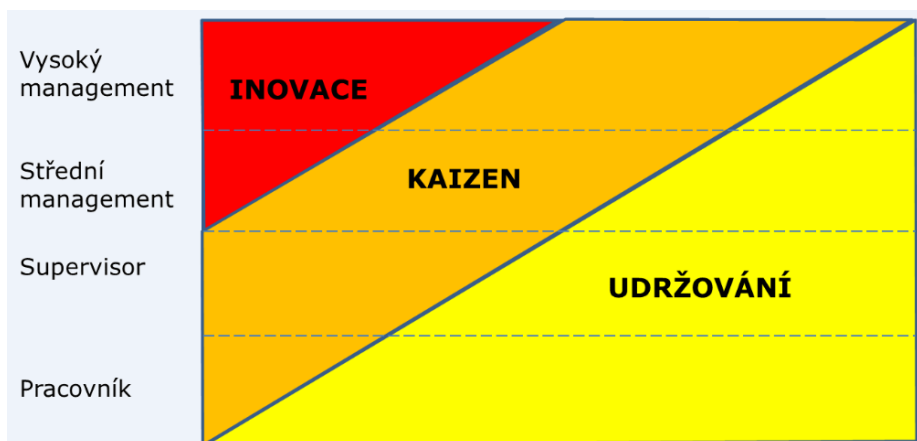 Vysoký
management
INOVACE
Střední
management
KAIZEN
Supervisor
UDRŽOVÁNÍ
Pracovník